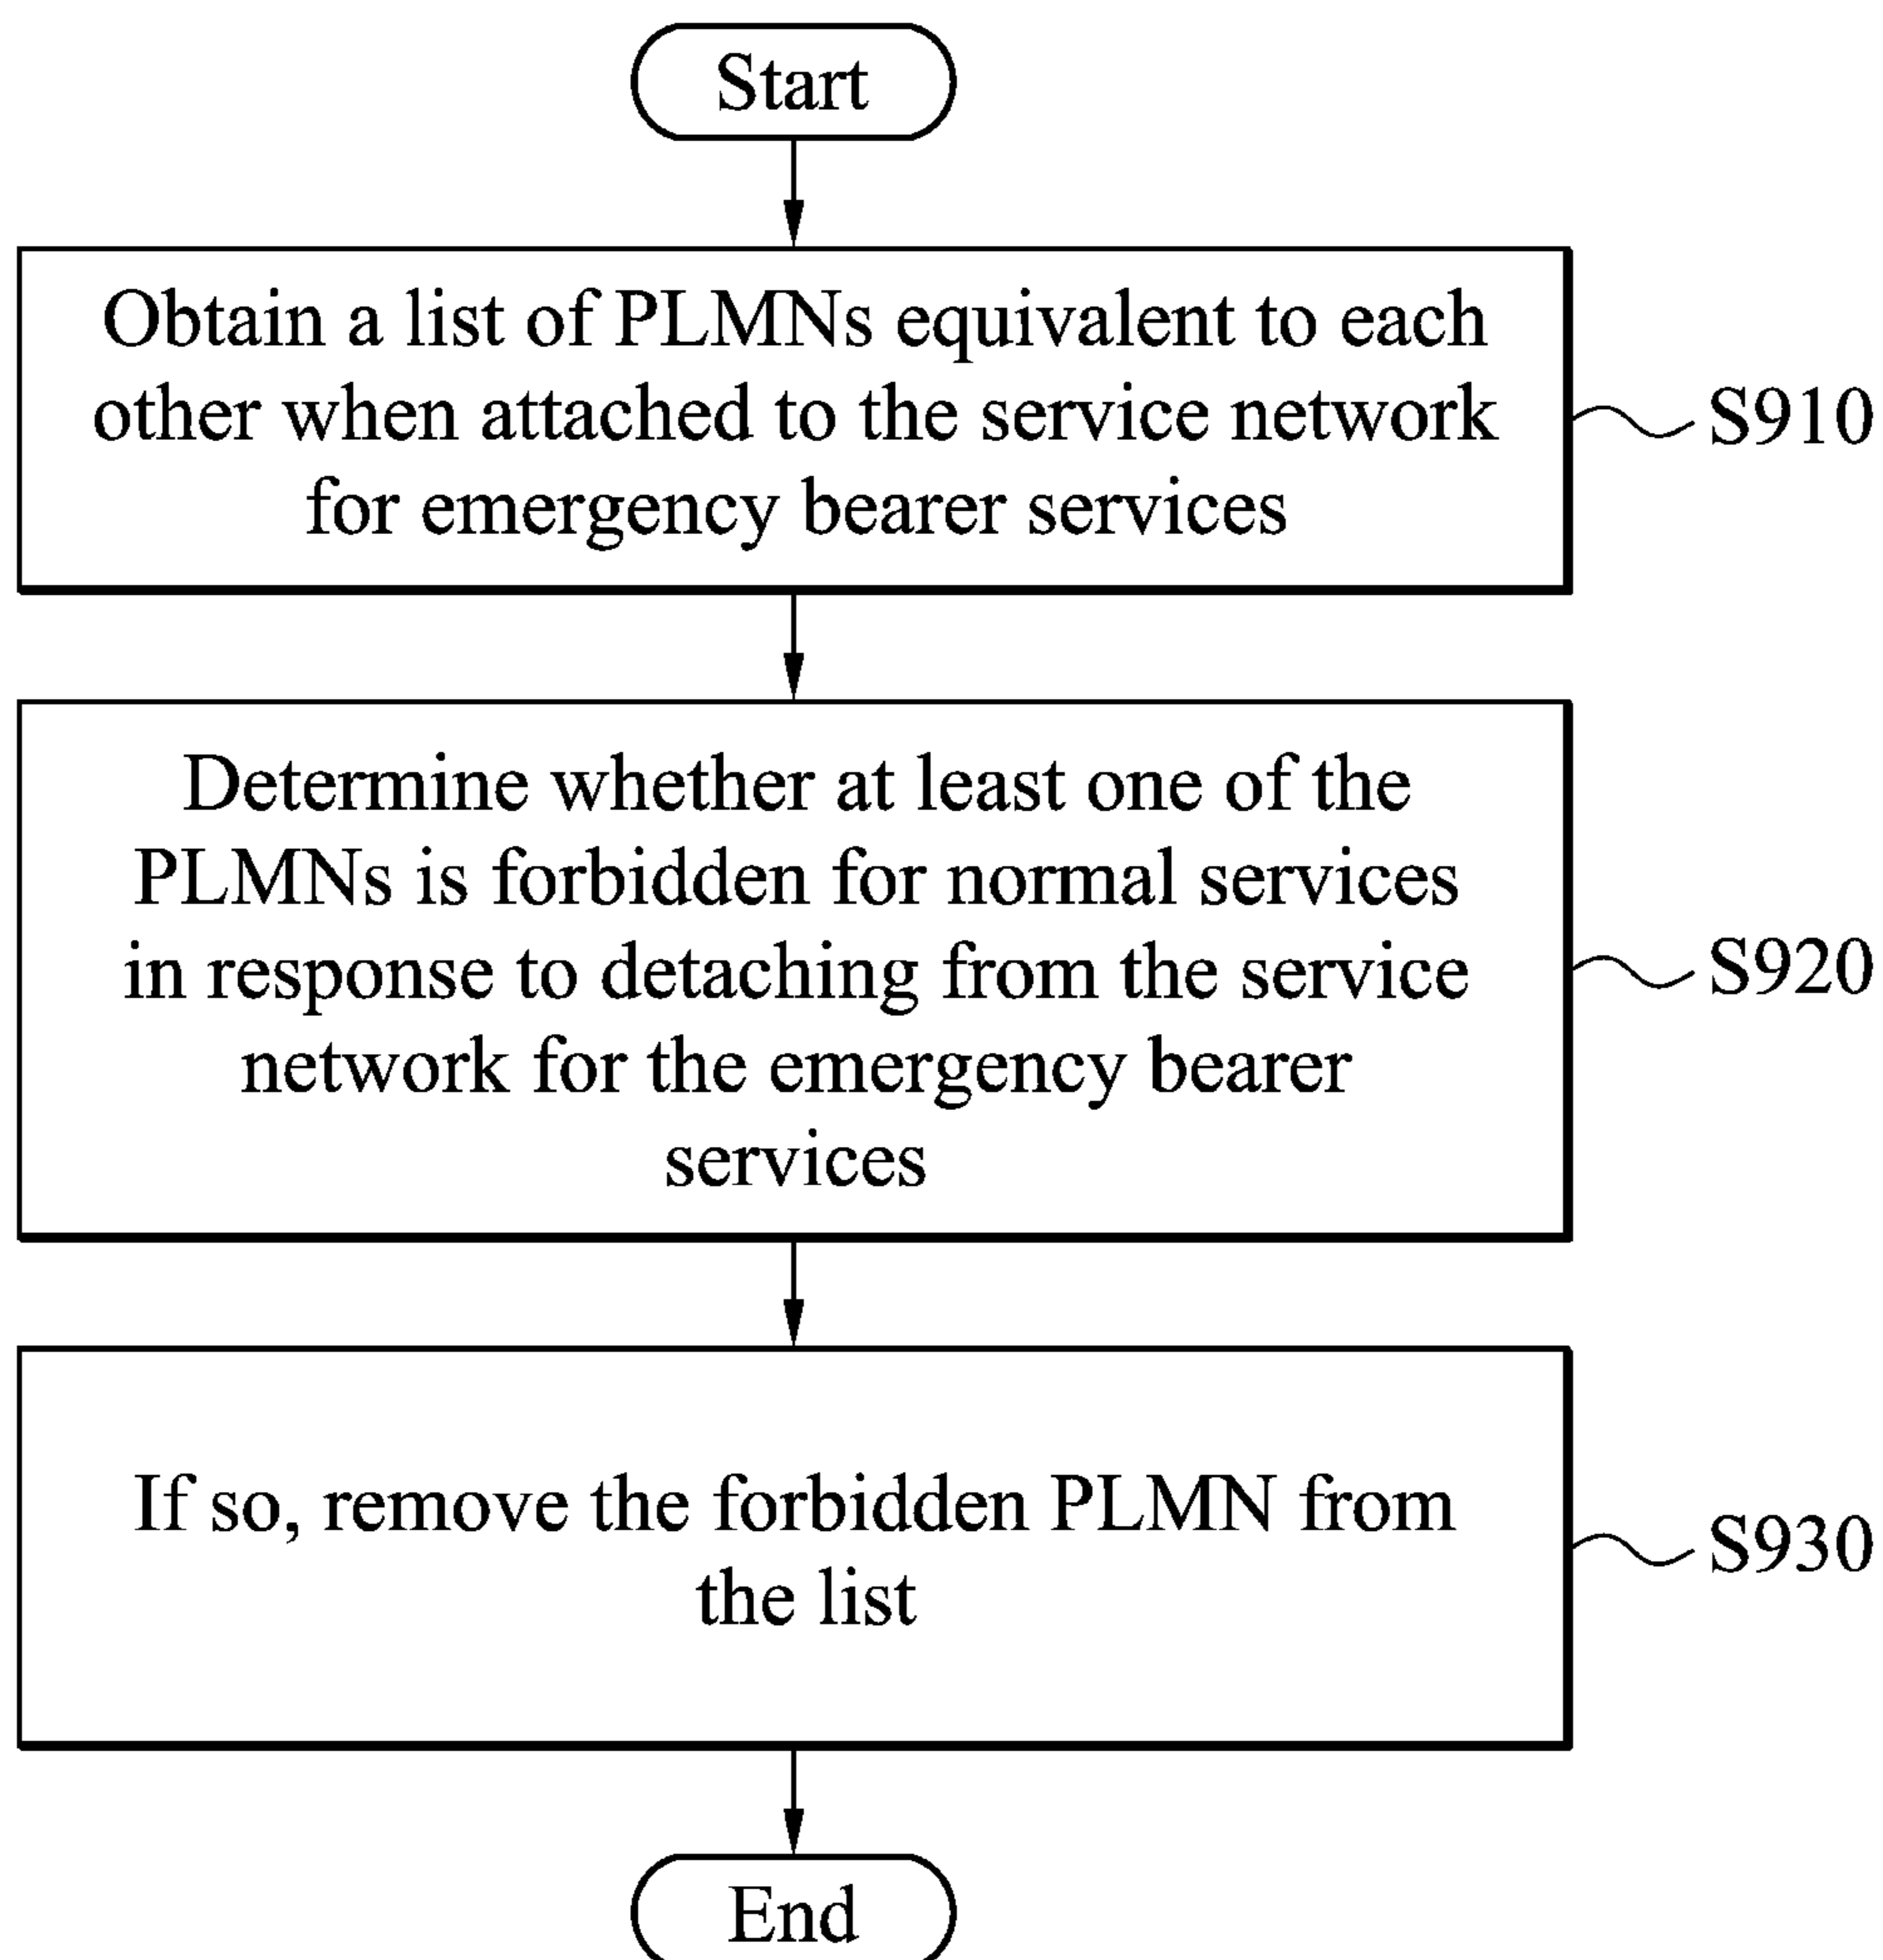 Start
Obtain a list of PLMNs equivalent to each
other when attached to the service network
for emergency bearer services
S910
Determine whether at least one of the
PLMNs is forbidden for normal services
in response to detaching from the service
network for the emergency bearer
services
S920
If so, remove the forbidden PLMN from
the list
S930
End